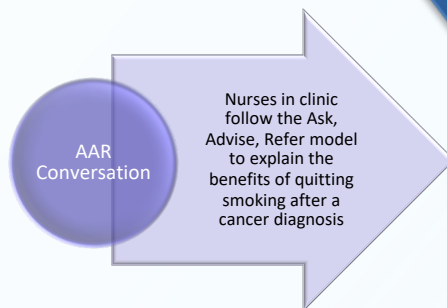 AAR
Conversation
Nurses in clinic
follow the Ask,
Advise, Refer model
to explain the
benefits of quitting
smoking after a
cancer diagnosis